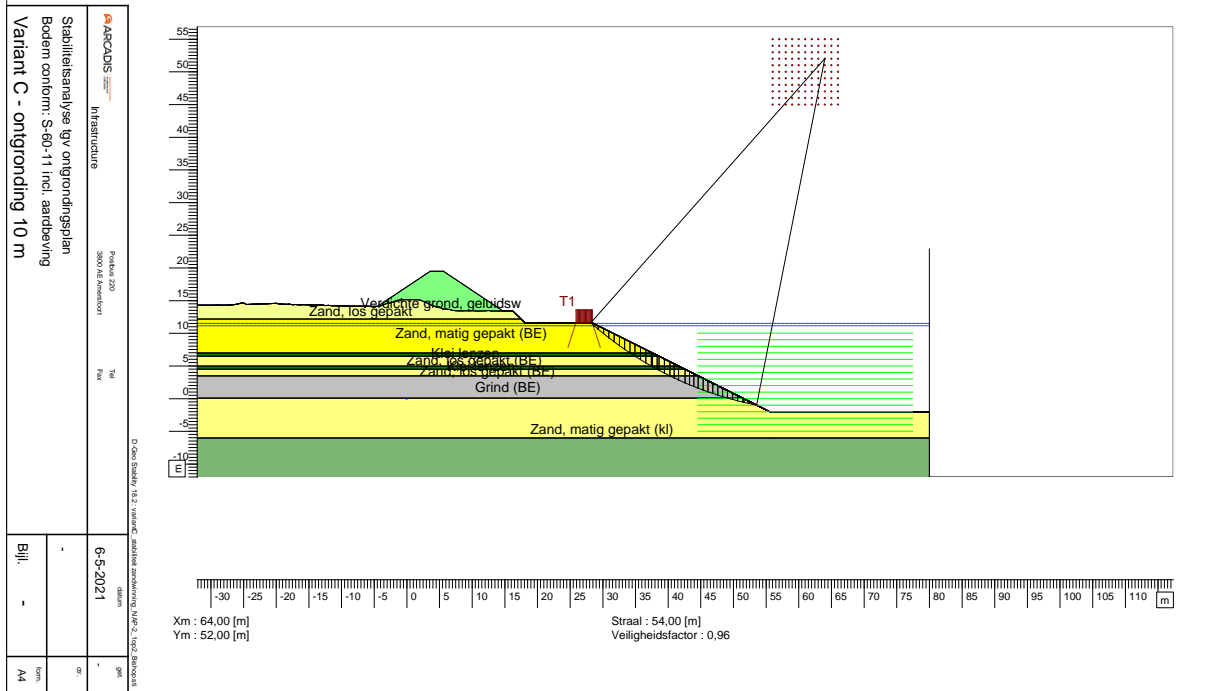 ARCADIS
Infrastructure
Postbus 220
3800 AE Amersfoort
Tel
Fax
Stabiliteitsanalyse tgv ontgrondingsplan
Bodem conform: S-60-11 incl. aardbeving
Variant C - ontgronding 10 m
datum
6-5-2021
get.
-
-
ctr.
Bijl.
-
form.
A4
55
50
45
40
35
30
25
20
15
10
5
0
-5
-10
m
T1
Verdichte grond, geluidsw
Zand, los gepakt
Zand, matig gepakt (BE)
Klei lenzen
Zand, los gepakt (BE)
Klei lenzen
Zand, los gepakt (BE)
Grind (BE)
Zand, matig gepakt (kl)
-30 -25 -20 -15 -10 -5 0 5 10 15 20 25 30 35 40 45 50 55 60 65 70 75 80 85 90 95 100 105 110 m
Xm : 64,00 [m]
Ym : 52,00 [m]
Straal : 54,00 [m]
Veiligheidsfactor : 0,96